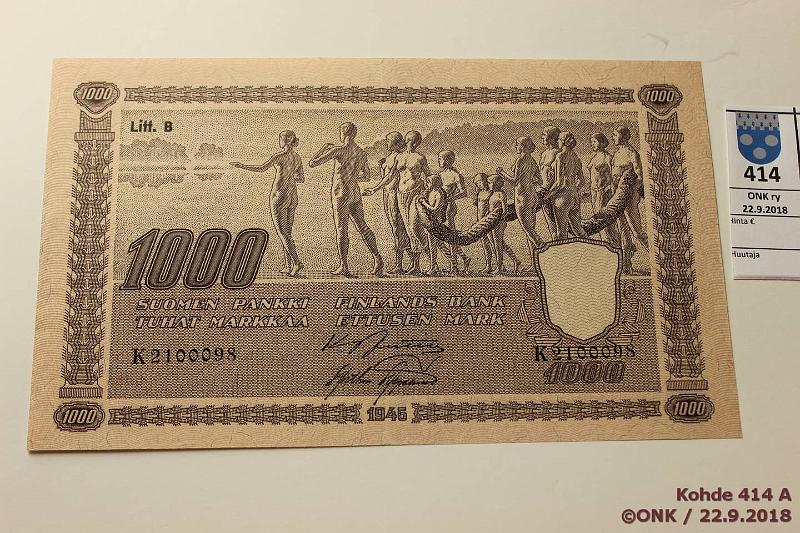 1000
1000
Litt. B
1000
SUOMEN PANKKI FINLANDS BANK
TUHAT MARKKAA ETTUSEN MARK
K2100098
K2100098
1000
1000
1945
1000
414
ONK ry
22.9.2018
Hinta €
Huutaja
Kohde 414 A
©ONK / 22.9.2018